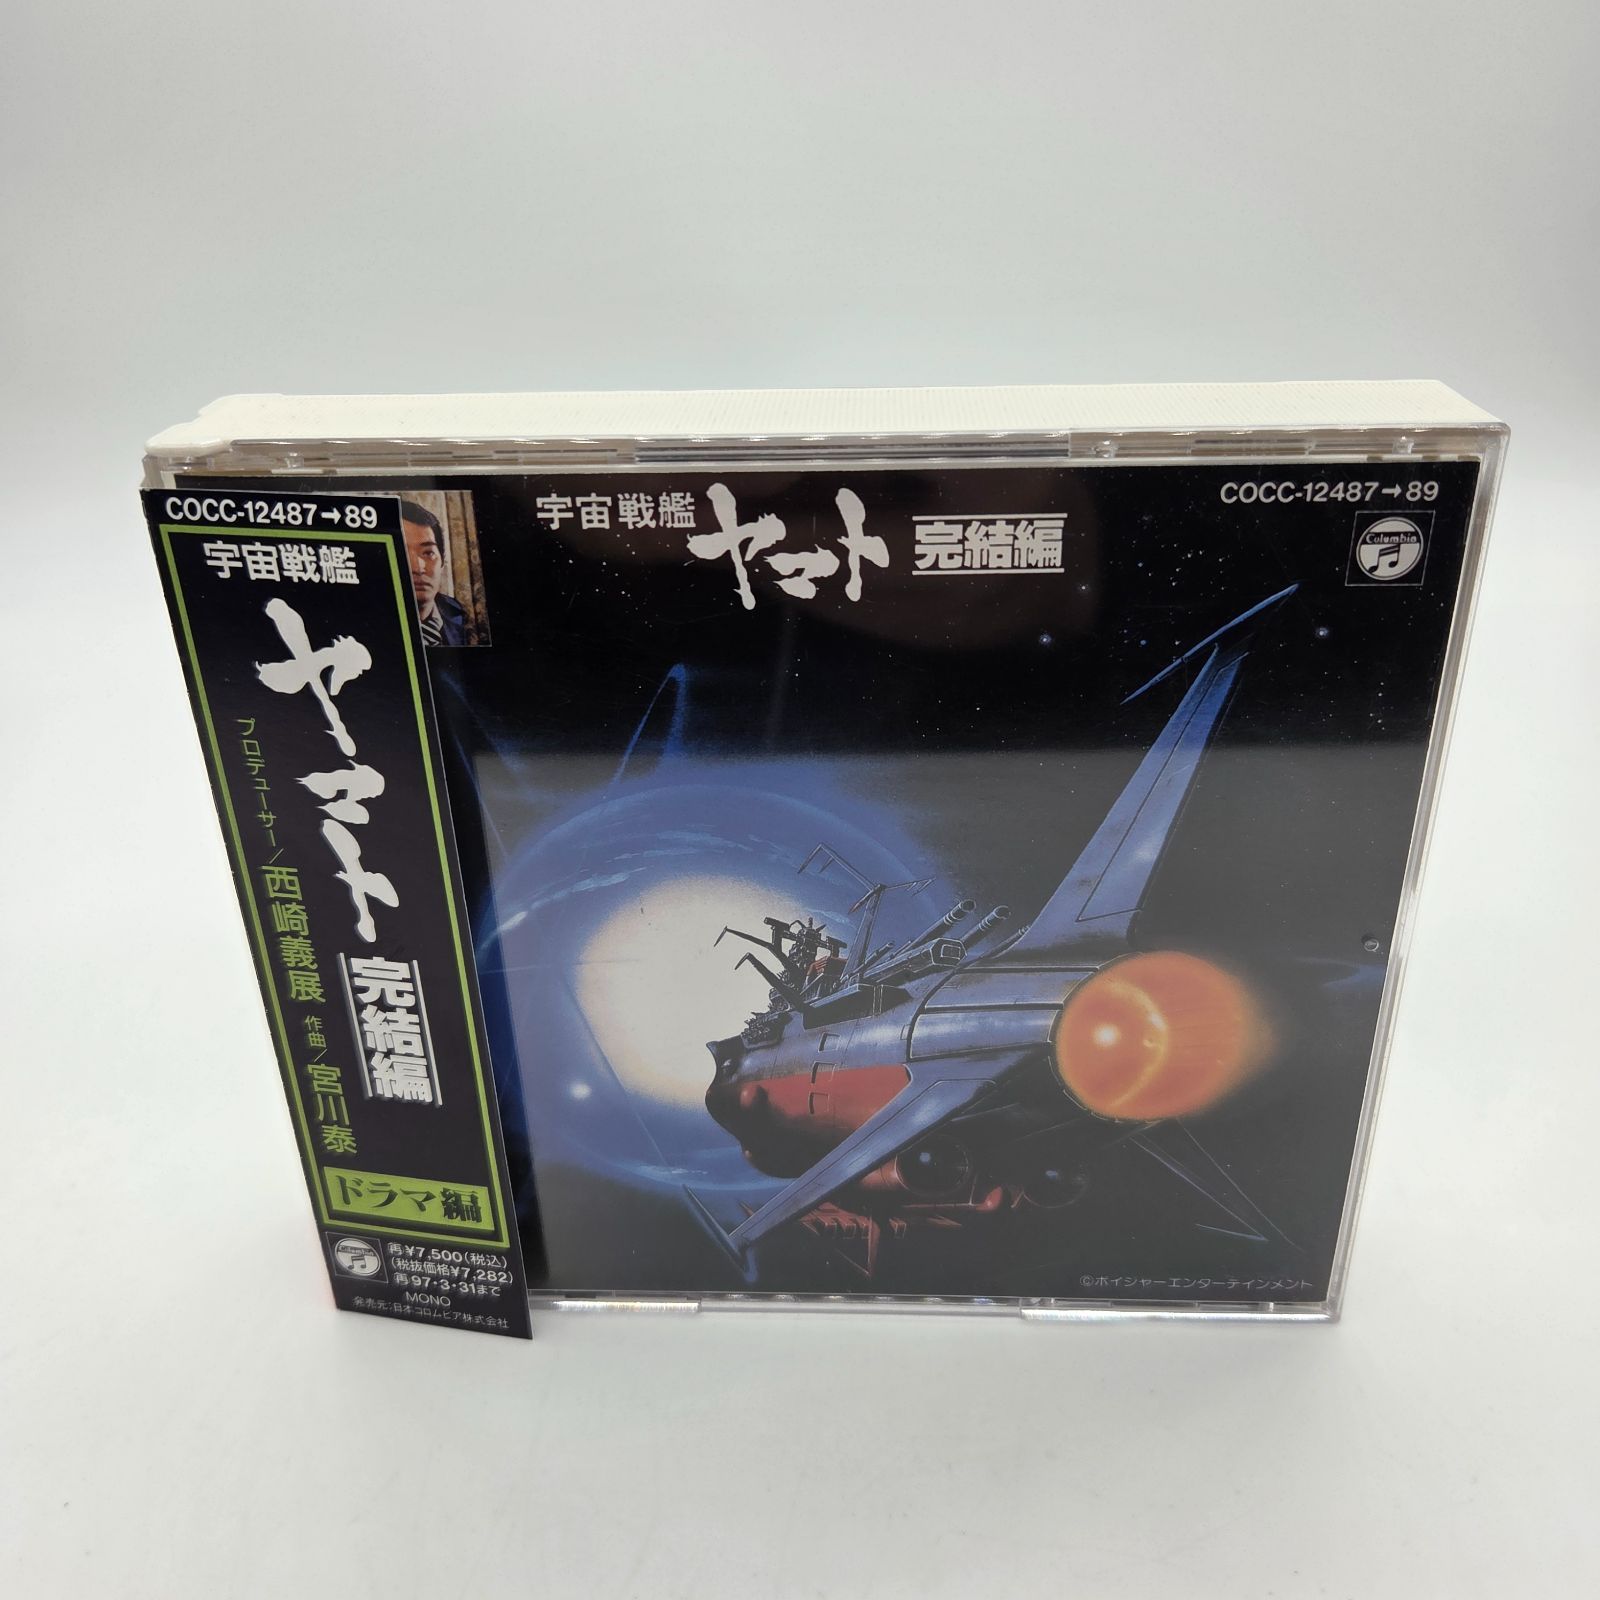 COCC-12487→89
宇宙戦艦
ヤマト
完結編
プロデューサー/西崎義展
作曲/宮川泰
ドラマ編
Columbia
再¥7,500(税込)
(税抜価格¥7,282)
再97・3・31まで
MONO
発売元:日本コロムビア株式会社
宇宙戦艦
ヤマト
完結編
COCC-12487→89
Columbia
©ボイジャーエンターテインメント